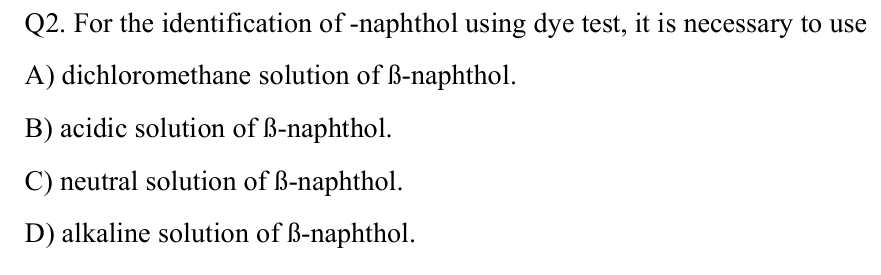 Q2. For the identification of -naphthol using dye test, it is necessary to use
A) dichloromethane solution of ß-naphthol.
B) acidic solution of ß-naphthol.
C) neutral solution of ß-naphthol.
D) alkaline solution of ß-naphthol.